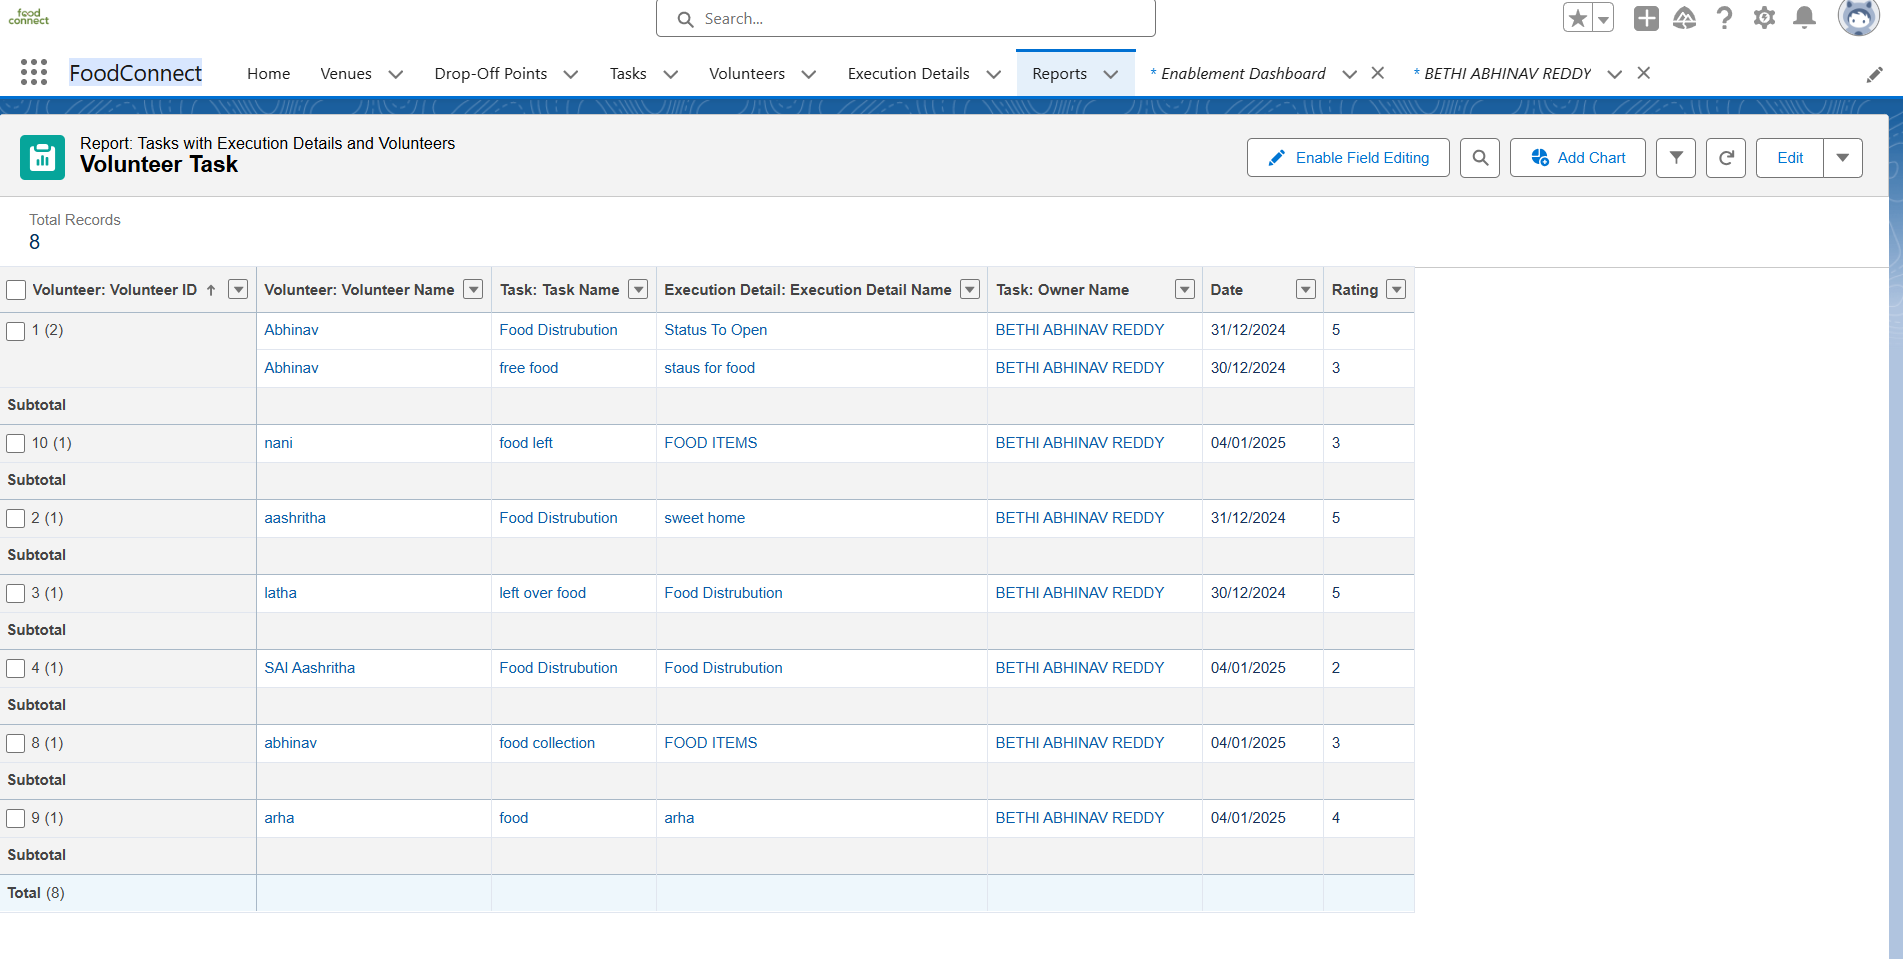 food
connect
Search...
FoodConnect Home Venues Drop-Off Points Tasks Volunteers Execution Details Reports * Enablement Dashboard * BETHI ABHINAV REDDY
Report: Tasks with Execution Details and Volunteers
Volunteer Task
Enable Field Editing Add Chart Edit
Total Records
8
Volunteer: Volunteer ID Volunteer: Volunteer Name Task: Task Name Execution Detail: Execution Detail Name Task: Owner Name Date Rating
1 (2) Abhinav Food Distrubution Status To Open BETHI ABHINAV REDDY 31/12/2024 5
Abhinav free food staus for food BETHI ABHINAV REDDY 30/12/2024 3
Subtotal
10 (1) nani food left FOOD ITEMS BETHI ABHINAV REDDY 04/01/2025 3
Subtotal
2 (1) aashritha Food Distrubution sweet home BETHI ABHINAV REDDY 31/12/2024 5
Subtotal
3 (1) latha left over food Food Distrubution BETHI ABHINAV REDDY 30/12/2024 5
Subtotal
4 (1) SAI Aashritha Food Distrubution Food Distrubution BETHI ABHINAV REDDY 04/01/2025 2
Subtotal
8 (1) abhinav food collection FOOD ITEMS BETHI ABHINAV REDDY 04/01/2025 3
Subtotal
9 (1) arha food arha BETHI ABHINAV REDDY 04/01/2025 4
Subtotal
Total (8)